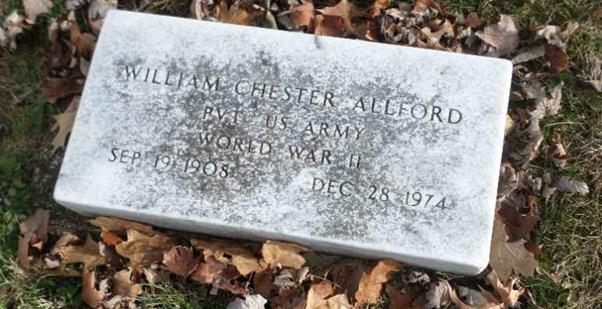 WILLIAM CHESTER ALLFORD
PVT US ARMY
WORLD WAR II
SEP 19 1908 DEC 28 1974